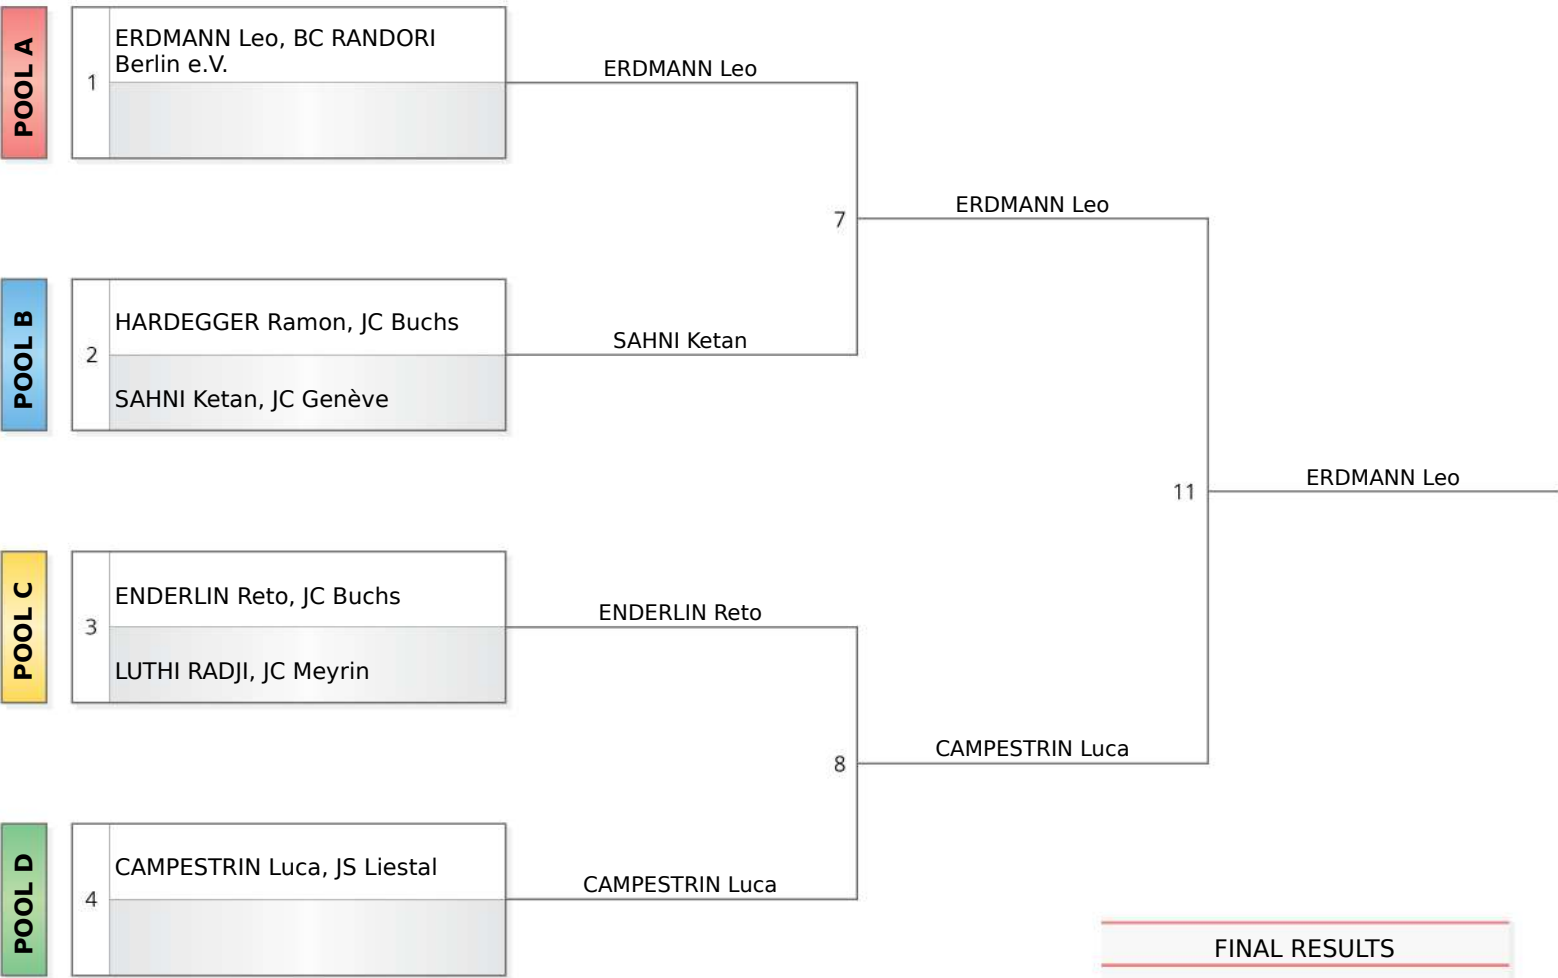 POOL A
1
ERDMANN Leo, BC RANDORI
Berlin e.V.
ERDMANN Leo
7
ERDMANN Leo
POOL B
2
HARDEGGER Ramon, JC Buchs
SAHNI Ketan, JC Genève
SAHNI Ketan
11
ERDMANN Leo
POOL C
3
ENDERLIN Reto, JC Buchs
LUTHI RADJI, JC Meyrin
ENDERLIN Reto
8
CAMPESTRIN Luca
POOL D
4
CAMPESTRIN Luca, JS Liestal
CAMPESTRIN Luca
FINAL RESULTS